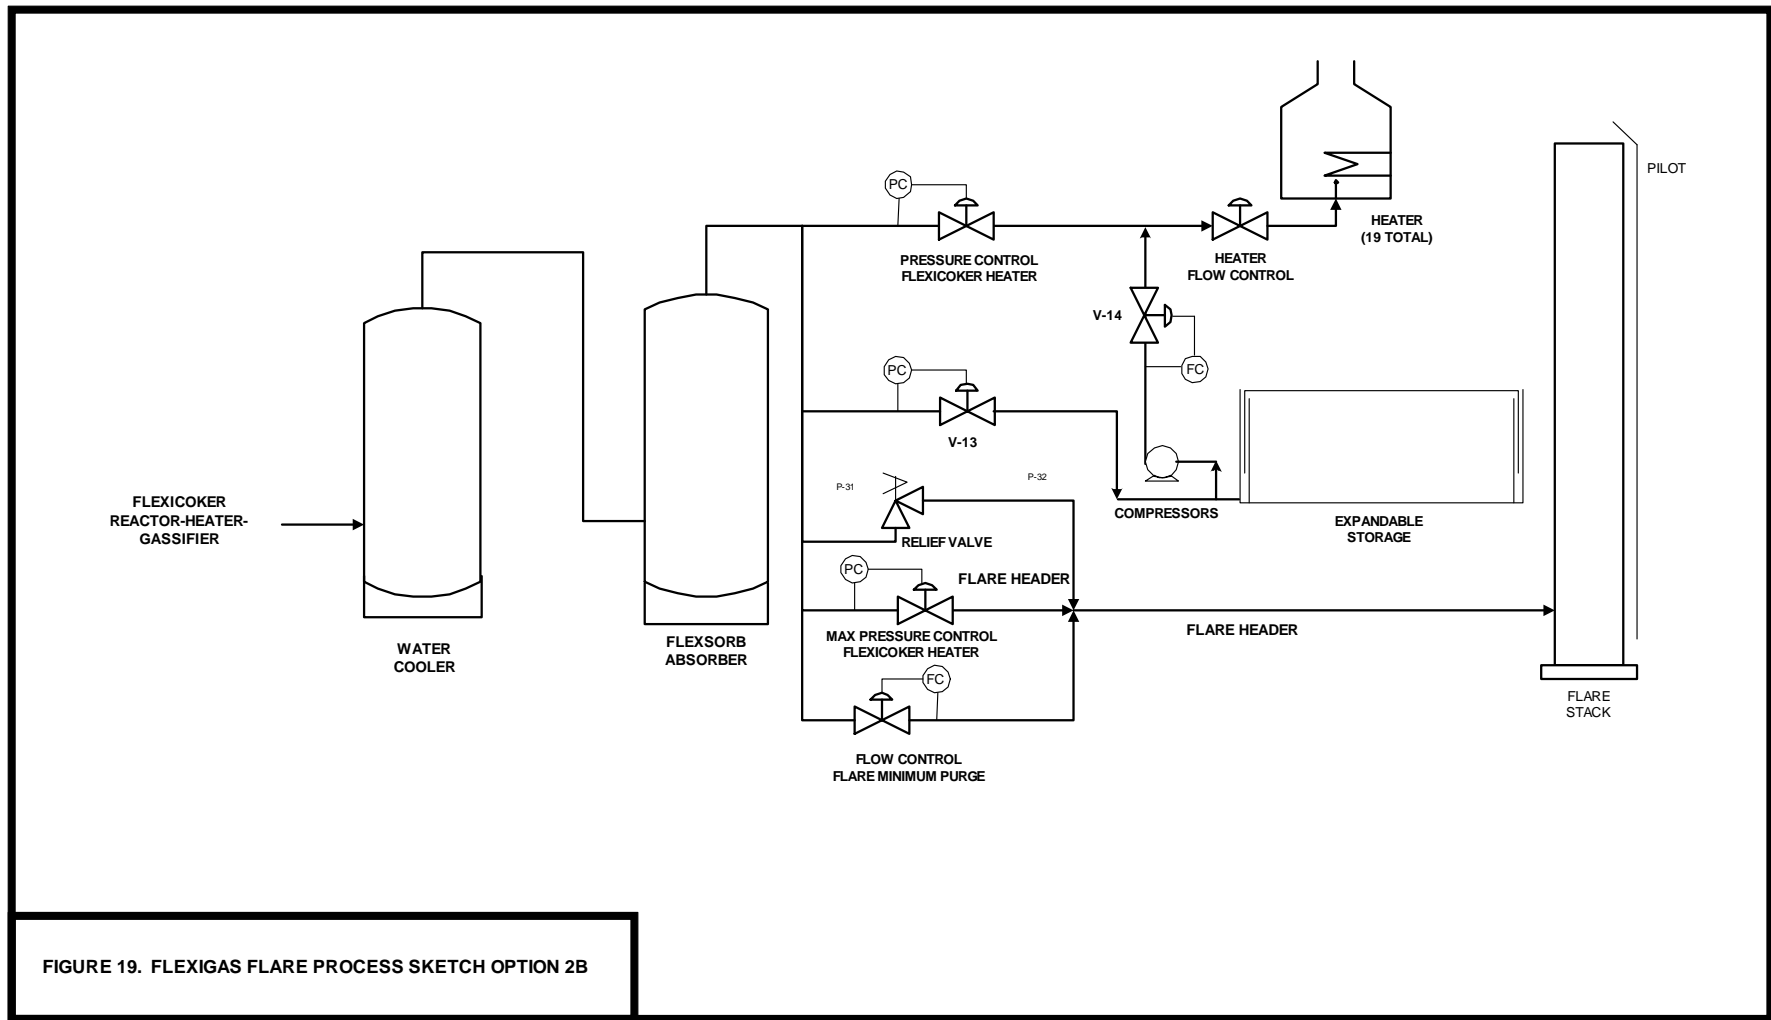 PILOT
PC
HEATER
(19 TOTAL)
PRESSURE CONTROL
FLEXICOKER HEATER
HEATER
FLOW CONTROL
V-14
FC
PC
V-13
P-31
P-32
FLEXICOKER
REACTOR-HEATER-
GASSIFIER
COMPRESSORS
EXPANDABLE
STORAGE
RELIEF VALVE
PC
FLARE HEADER
MAX PRESSURE CONTROL
FLEXICOKER HEATER
FLARE HEADER
WATER
COOLER
FLEXSORB
ABSORBER
FC
FLARE
STACK
FLOW CONTROL
FLARE MINIMUM PURGE
FIGURE 19. FLEXIGAS FLARE PROCESS SKETCH OPTION 2B